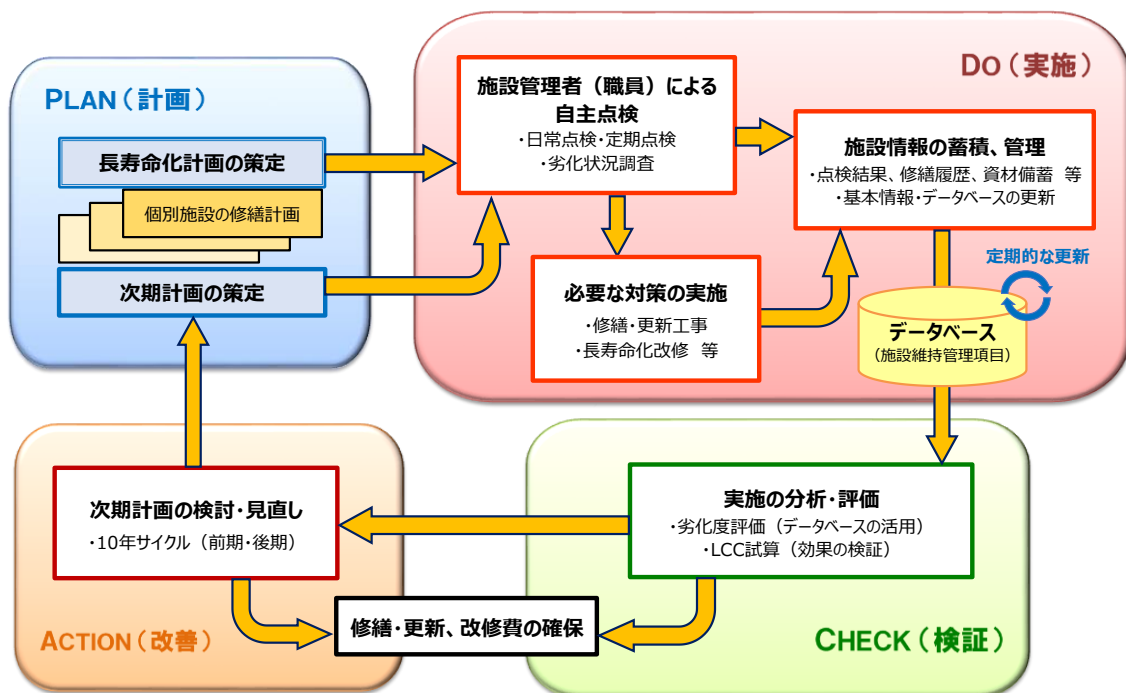 PLAN（計画）
長寿命化計画の策定
個別施設の修繕計画
次期計画の策定
DO（実施）
施設管理者（職員）による
自主点検
・日常点検・定期点検
・劣化状況調査
施設情報の蓄積、管理
・点検結果、修繕履歴、資材備蓄 等
・基本情報・データベースの更新
必要な対策の実施
・修繕・更新工事
・長寿命化改修 等
定期的な更新
データベース
（施設維持管理項目）
実施の分析・評価
・劣化度評価（データベースの活用）
・LCC試算（効果の検証）
CHECK（検証）
次期計画の検討・見直し
・10年サイクル（前期・後期）
修繕・更新、改修費の確保
ACTION（改善）